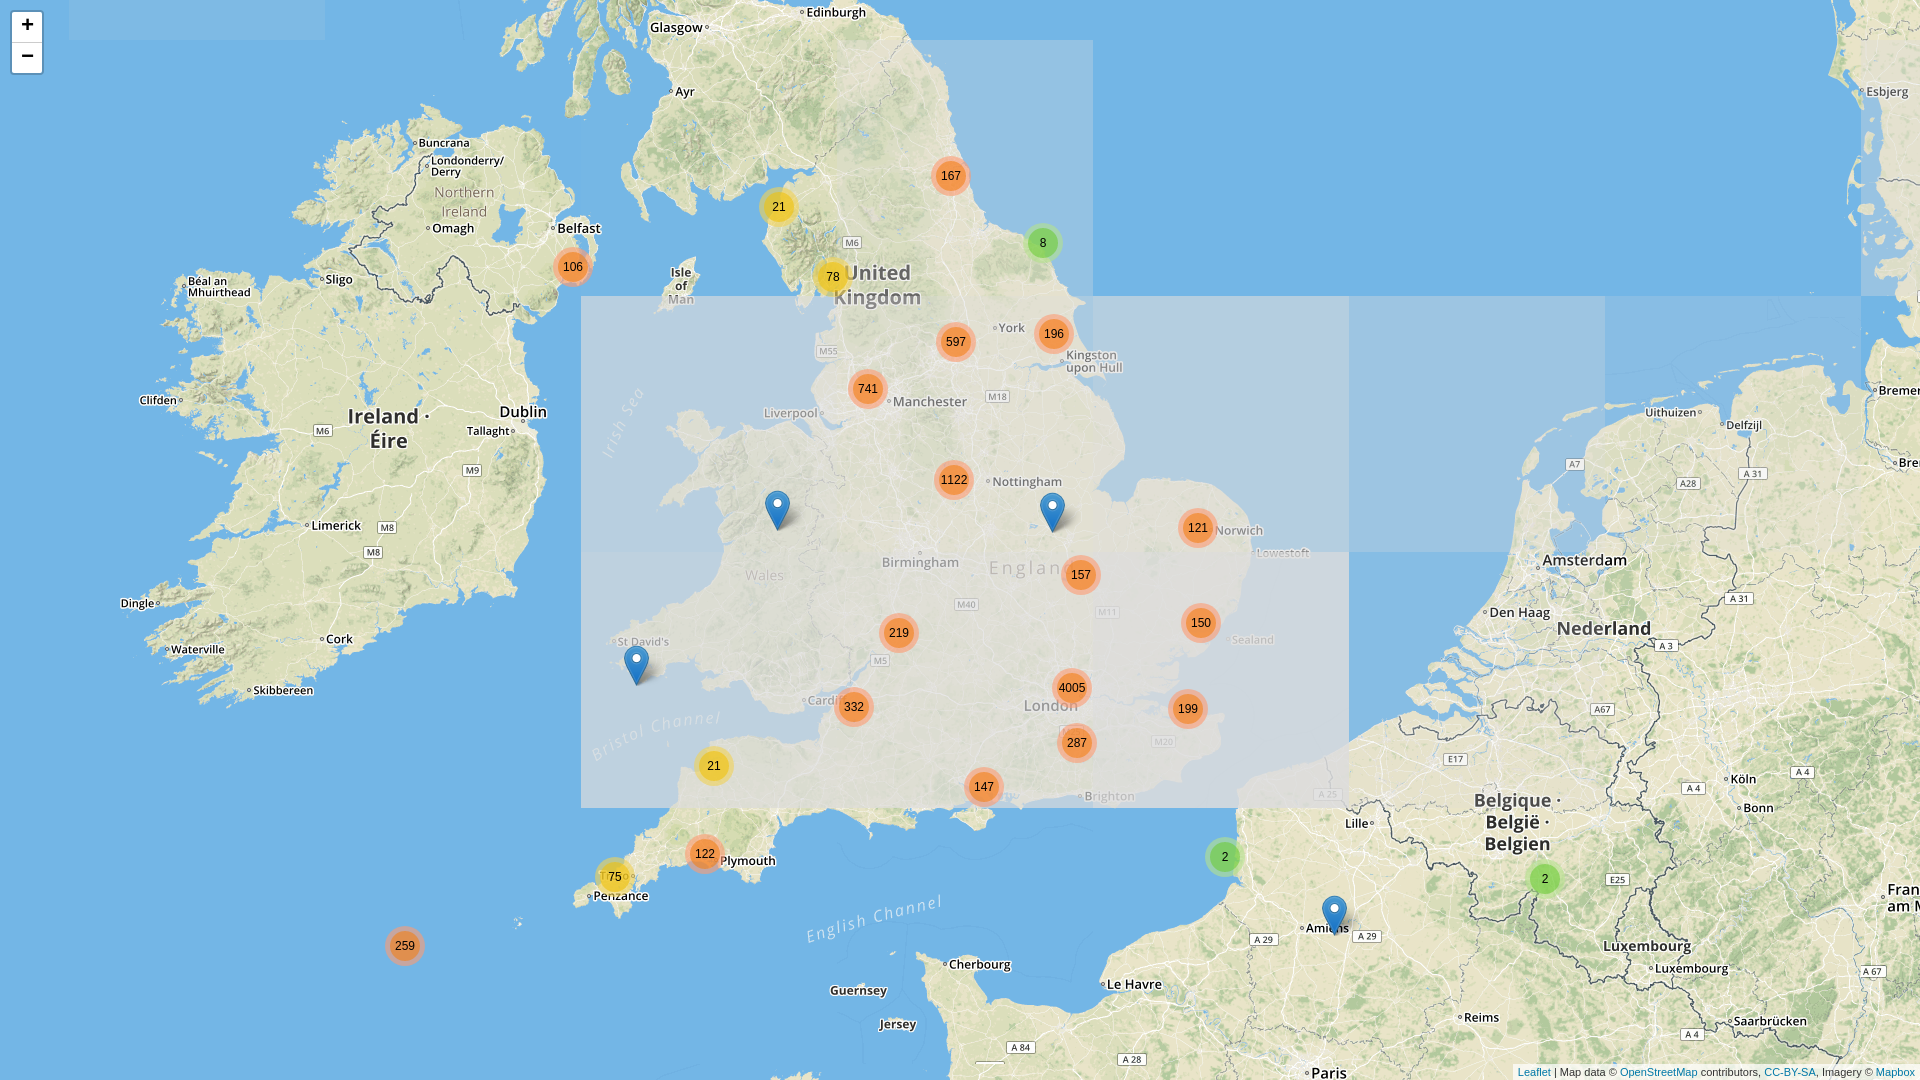 +
−
Edinburgh
Glasgow
Ayr
Esbjerg
Buncrana
Londonderry/
Derry
Northern
Ireland
Omagh
Belfast
167
21
8
M6
106
78
United
Kingdom
Isle
of
Man
Sligo
Béal an
Mhuirthead
York
196
597
Kingston
upon Hull
M55
741
Manchester
M18
Liverpool
Irish Sea
Clifden
Ireland ·
Éire
Dublin
Tallaght
M6
M9
Bremer
Uithuizen
Delfzijl
A7
A 31
A28
Bre
1122
Nottingham
121
Norwich
Lowestoft
Limerick
M8
M8
Birmingham
Englan
157
Wales
M40
M11
Amsterdam
A 31
Dingle
Den Haag
Nederland
A 3
150
Sealand
219
Cork
Waterville
St David's
M5
Skibbereen
4005
London
199
Cardif
332
Bristol Channel
287
M20
A67
E17
21
147
Brighton
A 25
A 4
Köln
A 4
Bonn
Belgique ·
België ·
Belgien
Lille
122
Plymouth
75
Penzance
2
2
E25
Fran
am M
English Channel
Amiens
A 29
A 29
259
Luxembourg
Luxembourg
A 67
Cherbourg
Le Havre
Guernsey
Jersey
Reims
Saarbrücken
A 4
A 84
A 28
Paris
Leaflet | Map data © OpenStreetMap contributors, CC-BY-SA, Imagery © Mapbox